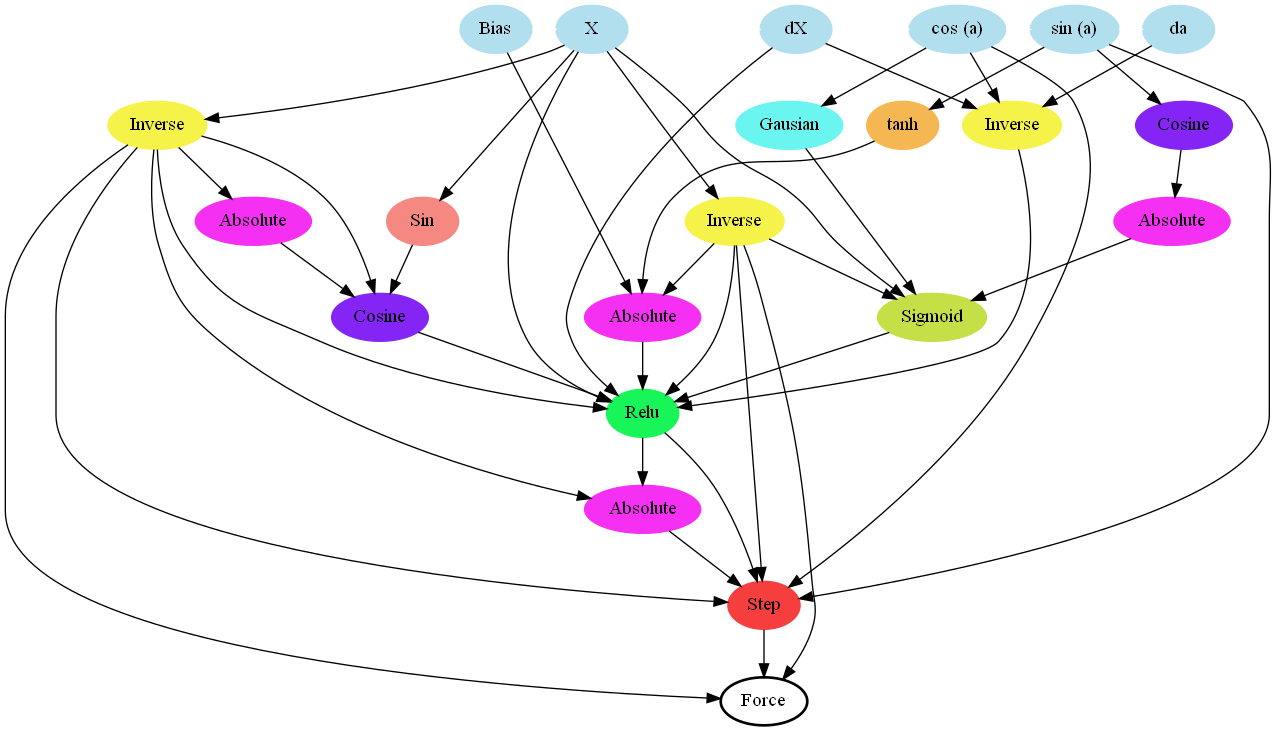 Bias
X
dX
cos (a)
sin (a)
da
Inverse
Gausian
tanh
Inverse
Cosine
Absolute
Sin
Inverse
Absolute
Cosine
Absolute
Sigmoid
Relu
Absolute
Step
Force